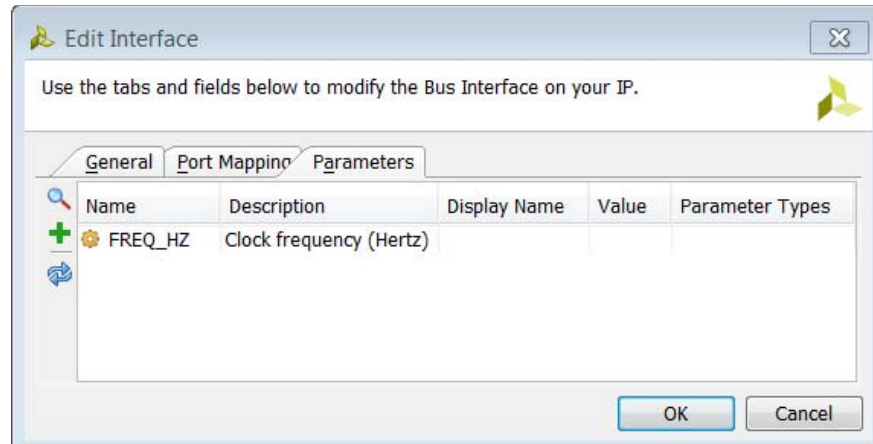 Edit Interface
Use the tabs and fields below to modify the Bus Interface on your IP.
General Port Mapping Parameters
Name Description Display Name Value Parameter Types
FREQ_HZ Clock frequency (Hertz)
OK Cancel